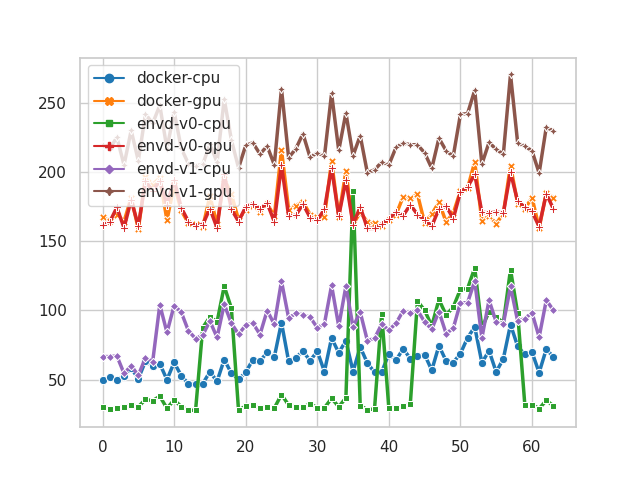 docker-cpu
docker-gpu
envd-v0-cpu
envd-v0-gpu
envd-v1-cpu
envd-v1-gpu
250
200
150
100
50
0 10 20 30 40 50 60